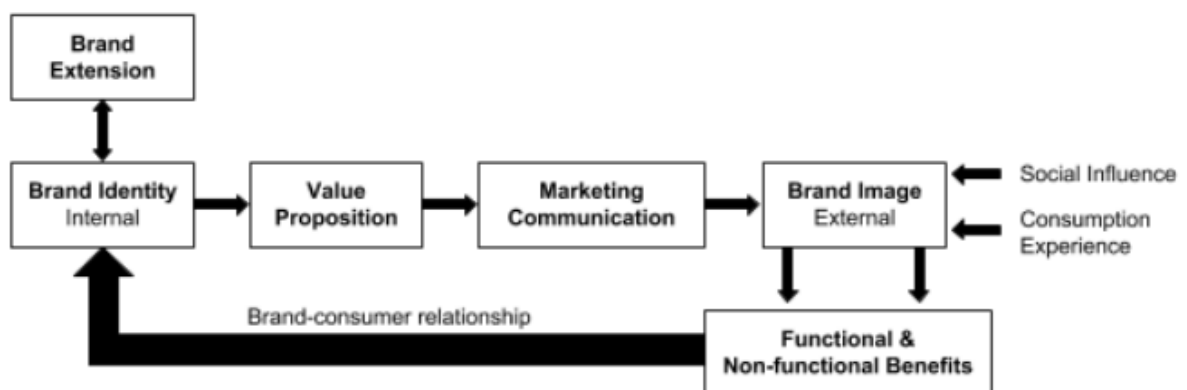 Brand
Extension
Brand Identity
Internal
Value
Proposition
Marketing
Communication
Brand Image
External
Social Influence
Consumption
Experience
Brand-consumer relationship
Functional &
Non-functional Benefits